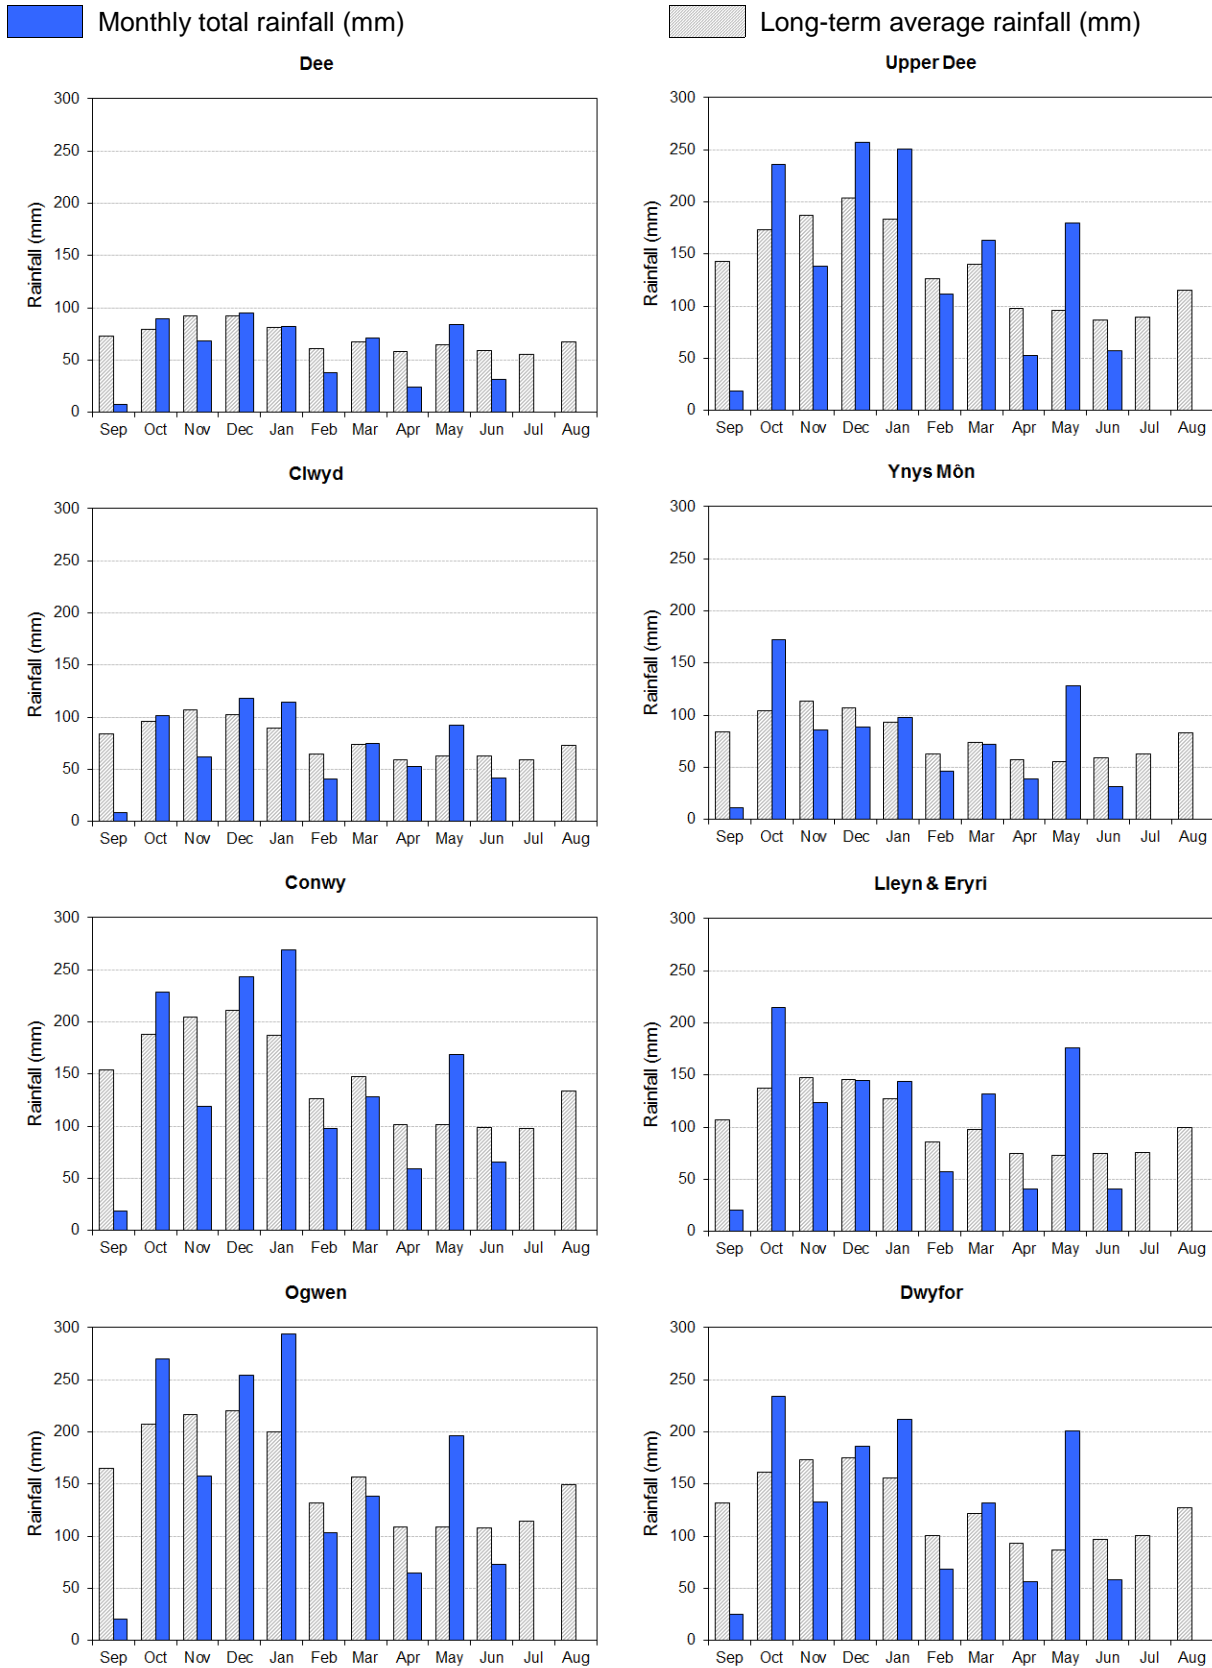 Monthly total rainfall (mm)
Long-term average rainfall (mm)
Dee
Rainfall (mm)
300
250
200
150
100
50
0
Sep Oct Nov Dec Jan Feb Mar Apr May Jun Jul Aug
Upper Dee
Rainfall (mm)
300
250
200
150
100
50
0
Sep Oct Nov Dec Jan Feb Mar Apr May Jun Jul Aug
Clwyd
Rainfall (mm)
300
250
200
150
100
50
0
Sep Oct Nov Dec Jan Feb Mar Apr May Jun Jul Aug
Ynys Môn
Rainfall (mm)
300
250
200
150
100
50
0
Sep Oct Nov Dec Jan Feb Mar Apr May Jun Jul Aug
Conwy
Rainfall (mm)
300
250
200
150
100
50
0
Sep Oct Nov Dec Jan Feb Mar Apr May Jun Jul Aug
Lleyn & Eryri
Rainfall (mm)
300
250
200
150
100
50
0
Sep Oct Nov Dec Jan Feb Mar Apr May Jun Jul Aug
Ogwen
Rainfall (mm)
300
250
200
150
100
50
0
Sep Oct Nov Dec Jan Feb Mar Apr May Jun Jul Aug
Dwyfor
Rainfall (mm)
300
250
200
150
100
50
0
Sep Oct Nov Dec Jan Feb Mar Apr May Jun Jul Aug